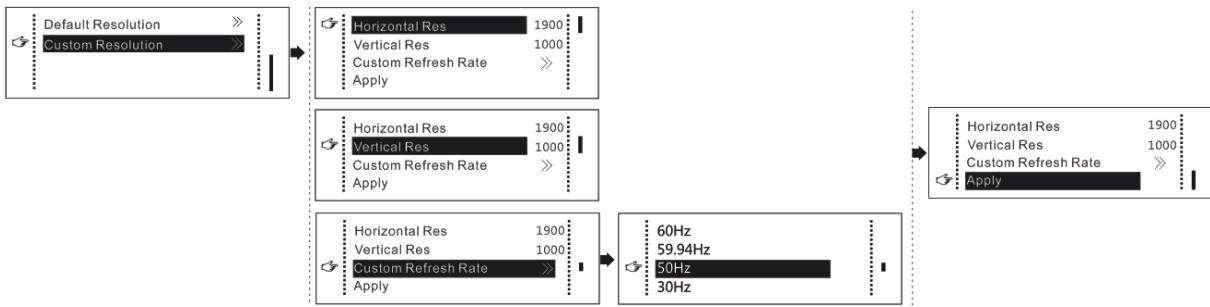 Default Resolution »
Custom Resolution »
Horizontal Res 1900
Vertical Res 1000
Custom Refresh Rate »
Apply
Horizontal Res 1900
Vertical Res 1000
Custom Refresh Rate »
Apply
Horizontal Res 1900
Vertical Res 1000
Custom Refresh Rate »
Apply
60Hz
59.94Hz
50Hz
30Hz
Horizontal Res 1900
Vertical Res 1000
Custom Refresh Rate »
Apply